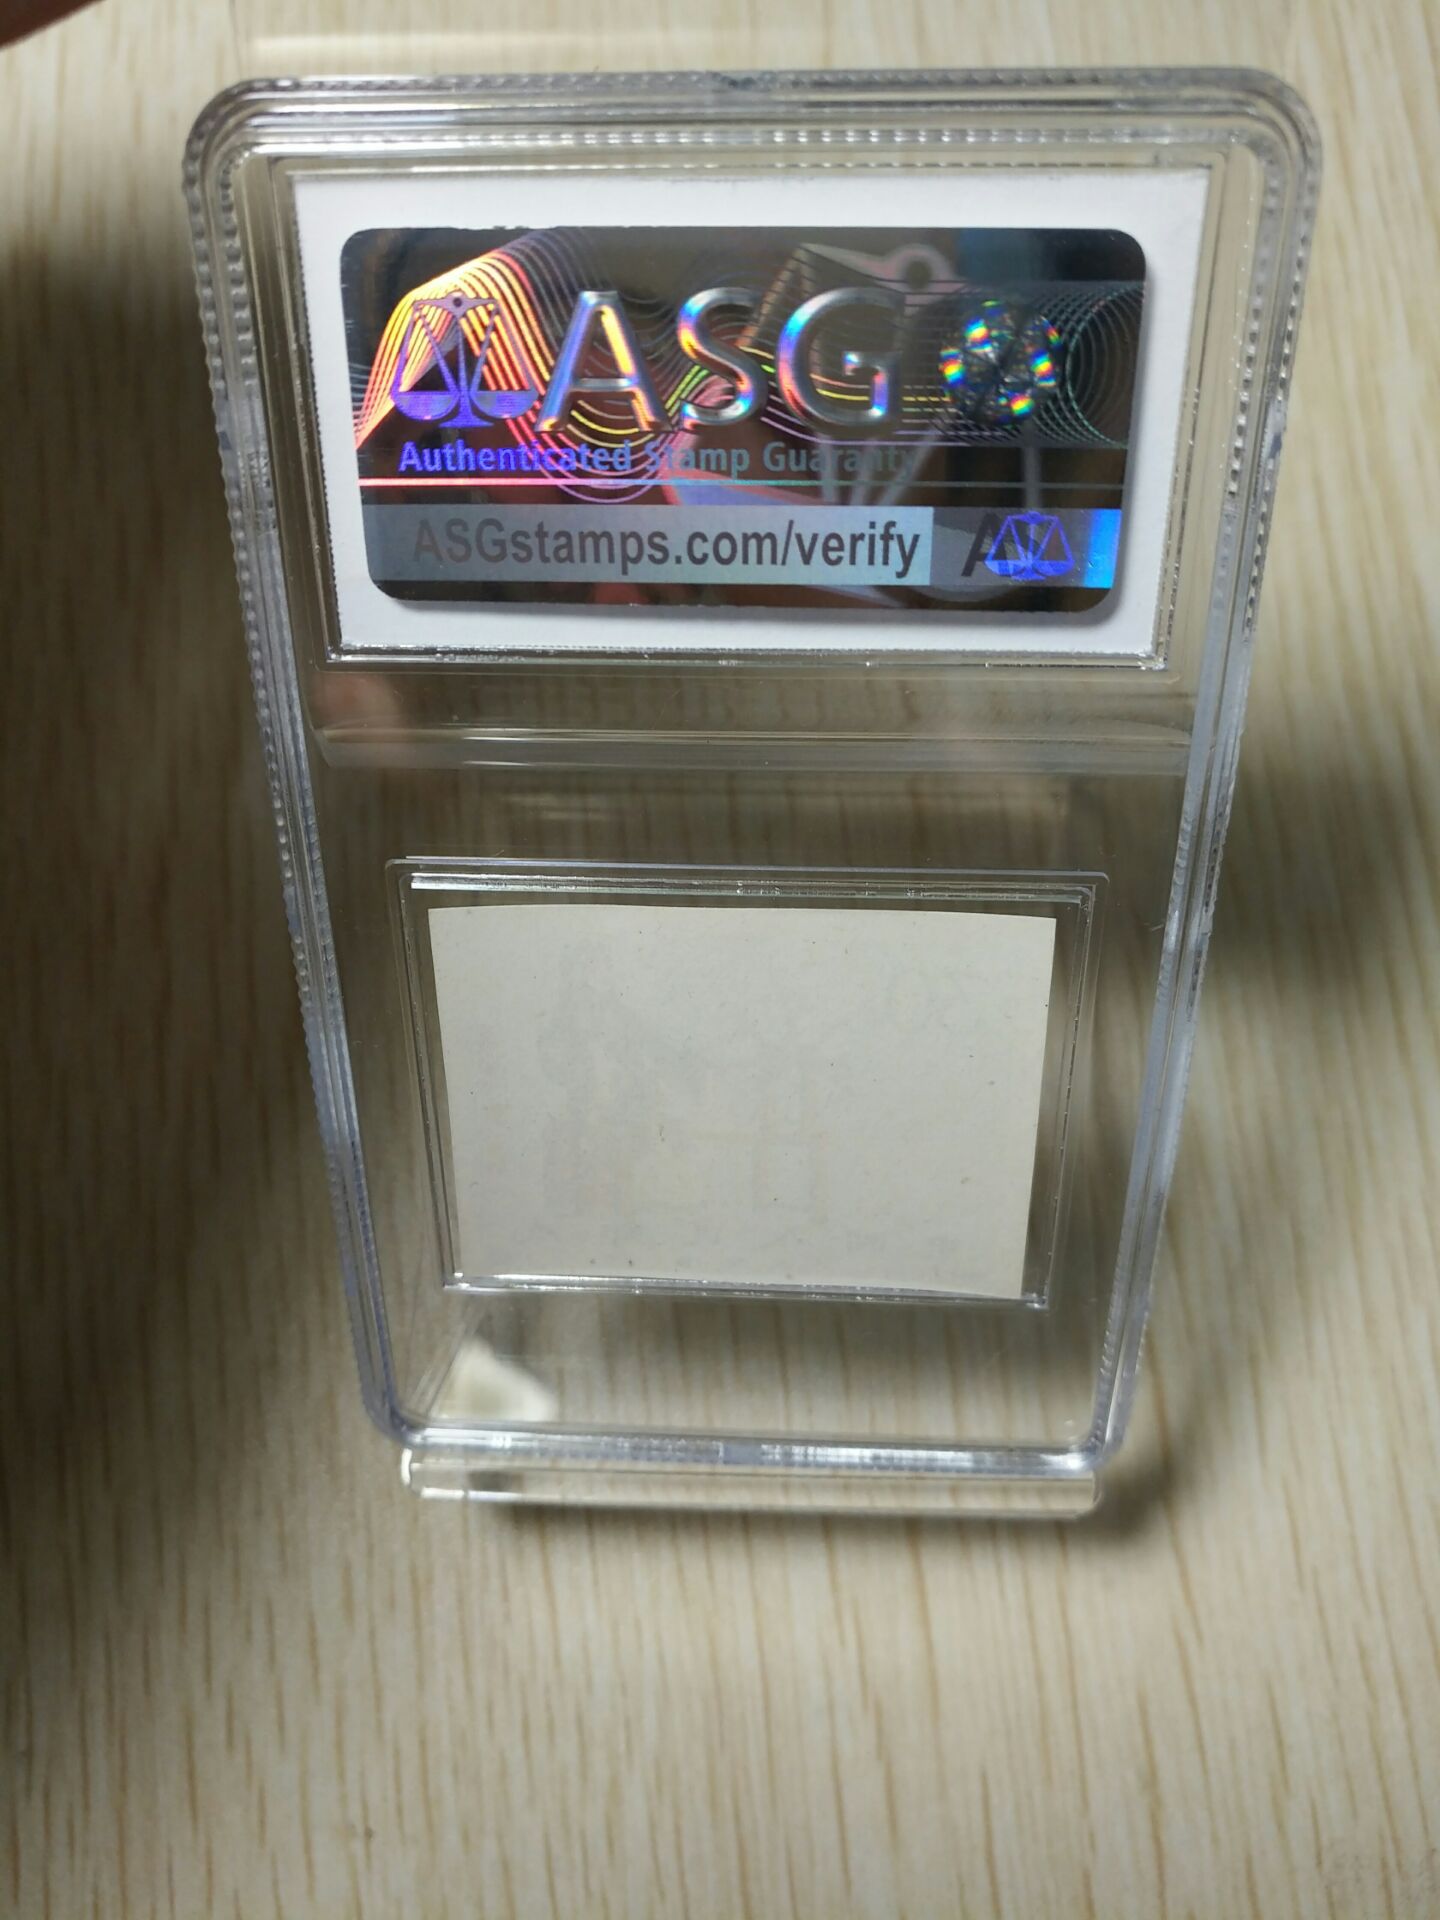 ASG
Authenticated Stamp Guaranty
ASGstamps.com/verify